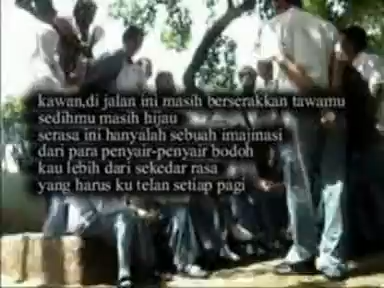 kawan,di jalan ini masih berserakkan tawamu
sedihmu masih hijau
serasa ini hanyalah sebuah imajinasi
dari para penyair-penyair bodoh
kau lebih dari sekedar rasa
yang harus ku telan setiap pagi